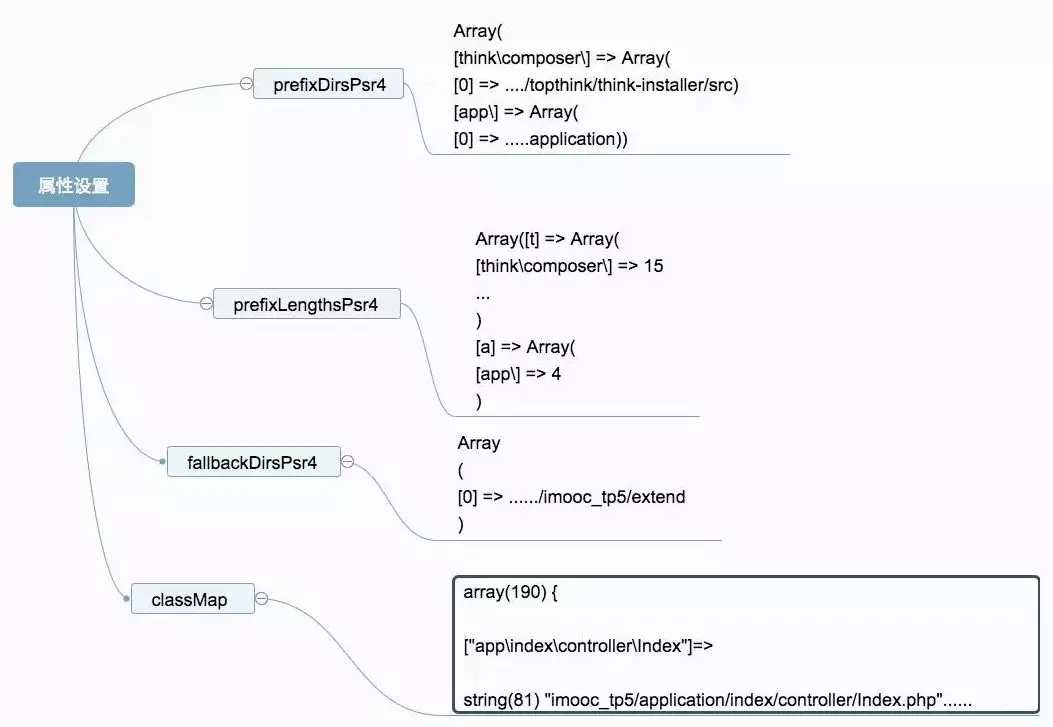 属性设置
prefixDirsPsr4
Array(
[think\composer\] => Array(
[0] => ..../topthink/think-installer/src)
[app\] => Array(
[0] => .....application))
prefixLengthsPsr4
Array([t] => Array(
[think\composer\] => 15
...
)
[a] => Array(
[app\] => 4
)
fallbackDirsPsr4
Array
(
[0] => ....../imooc_tp5/extend
)
classMap
array(190) {
["app\index\controller\Index"]=>
string(81) "imooc_tp5/application/index/controller/Index.php"......